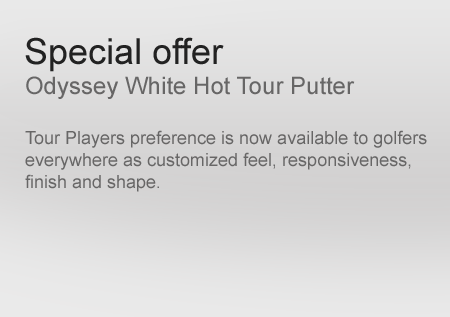 Special offer
Odyssey White Hot Tour Putter
Tour Players preference is now available to golfers
everywhere as customized feel, responsiveness,
finish and shape.